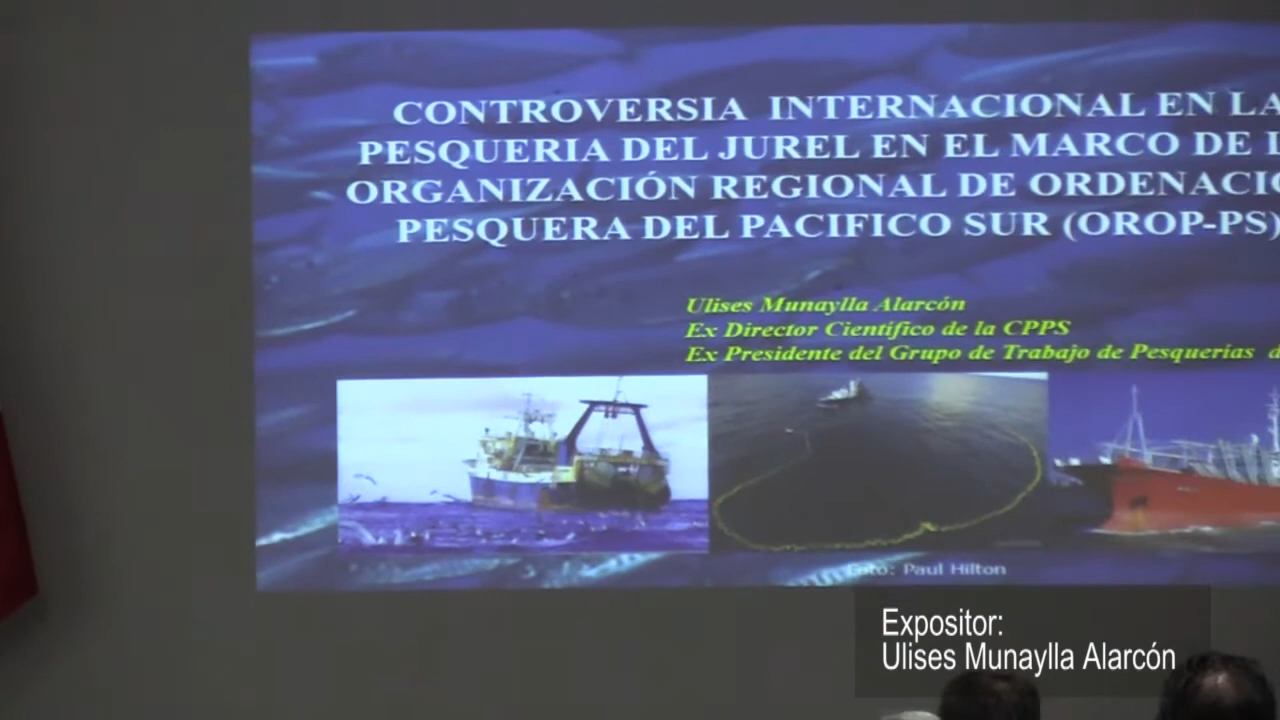 CONTROVERSIA INTERNACIONAL EN LA
PESQUERIA DEL JUREL EN EL MARCO DE
ORGANIZACIÓN REGIONAL DE ORDENACIÓ
PESQUERA DEL PACIFICO SUR (OROP-PS)
Ulises Munaylla Alarcón
Ex Director Científico de la CPPS
Ex Presidente del Grupo de Trabajo de Pesquerías
Foto: Paul Hilton
Expositor:
Ulises Munaylla Alarcón